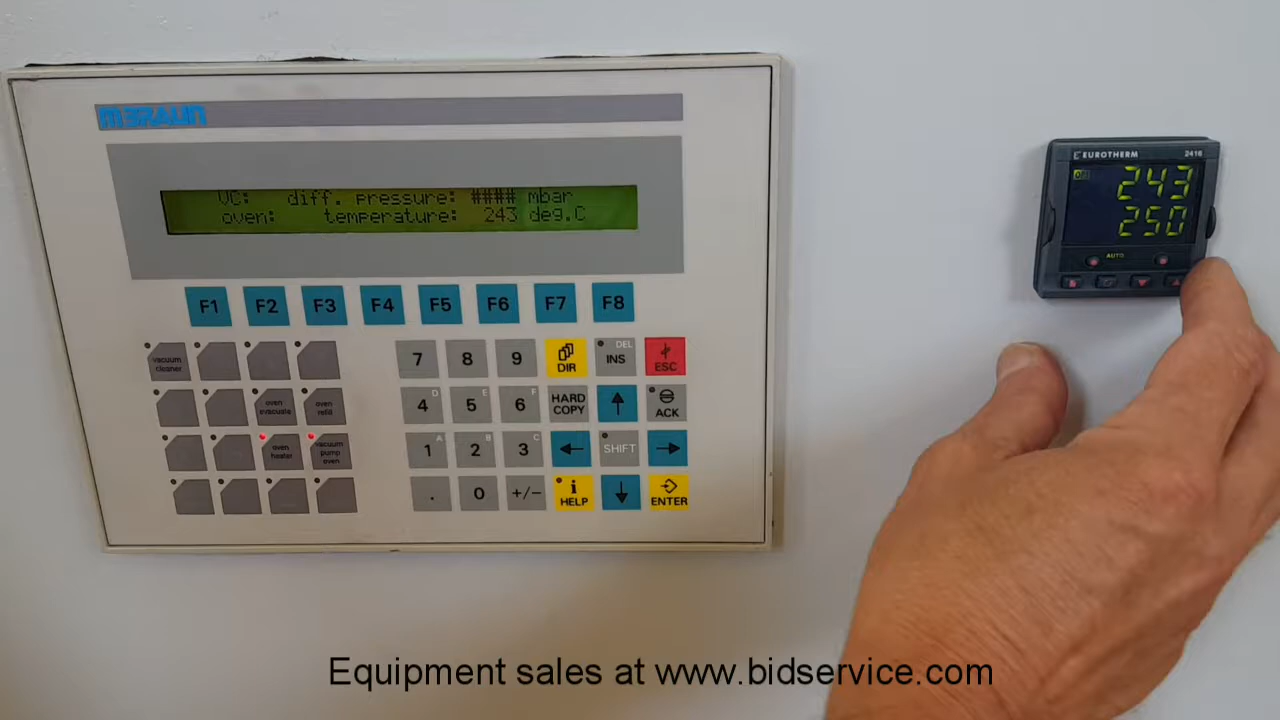 MBRAUN
VC: diff. pressure: #### mbar
oven: temperature: 243 deg.C
F1 F2 F3 F4 F5 F6 F7 F8
vacuum cleaner
oven evacuate
oven refill
oven heater
vacuum pump oven
7 8 9 DIR DEL INS ESC
4 D 5 E 6 F HARD COPY ↑ ACK
1 A 2 B 3 C ← SHIFT →
. 0 +/− i HELP ↓ ENTER
EUROTHERM 2416
OP1 243
250
AUTO
Equipment sales at www.bidservice.com